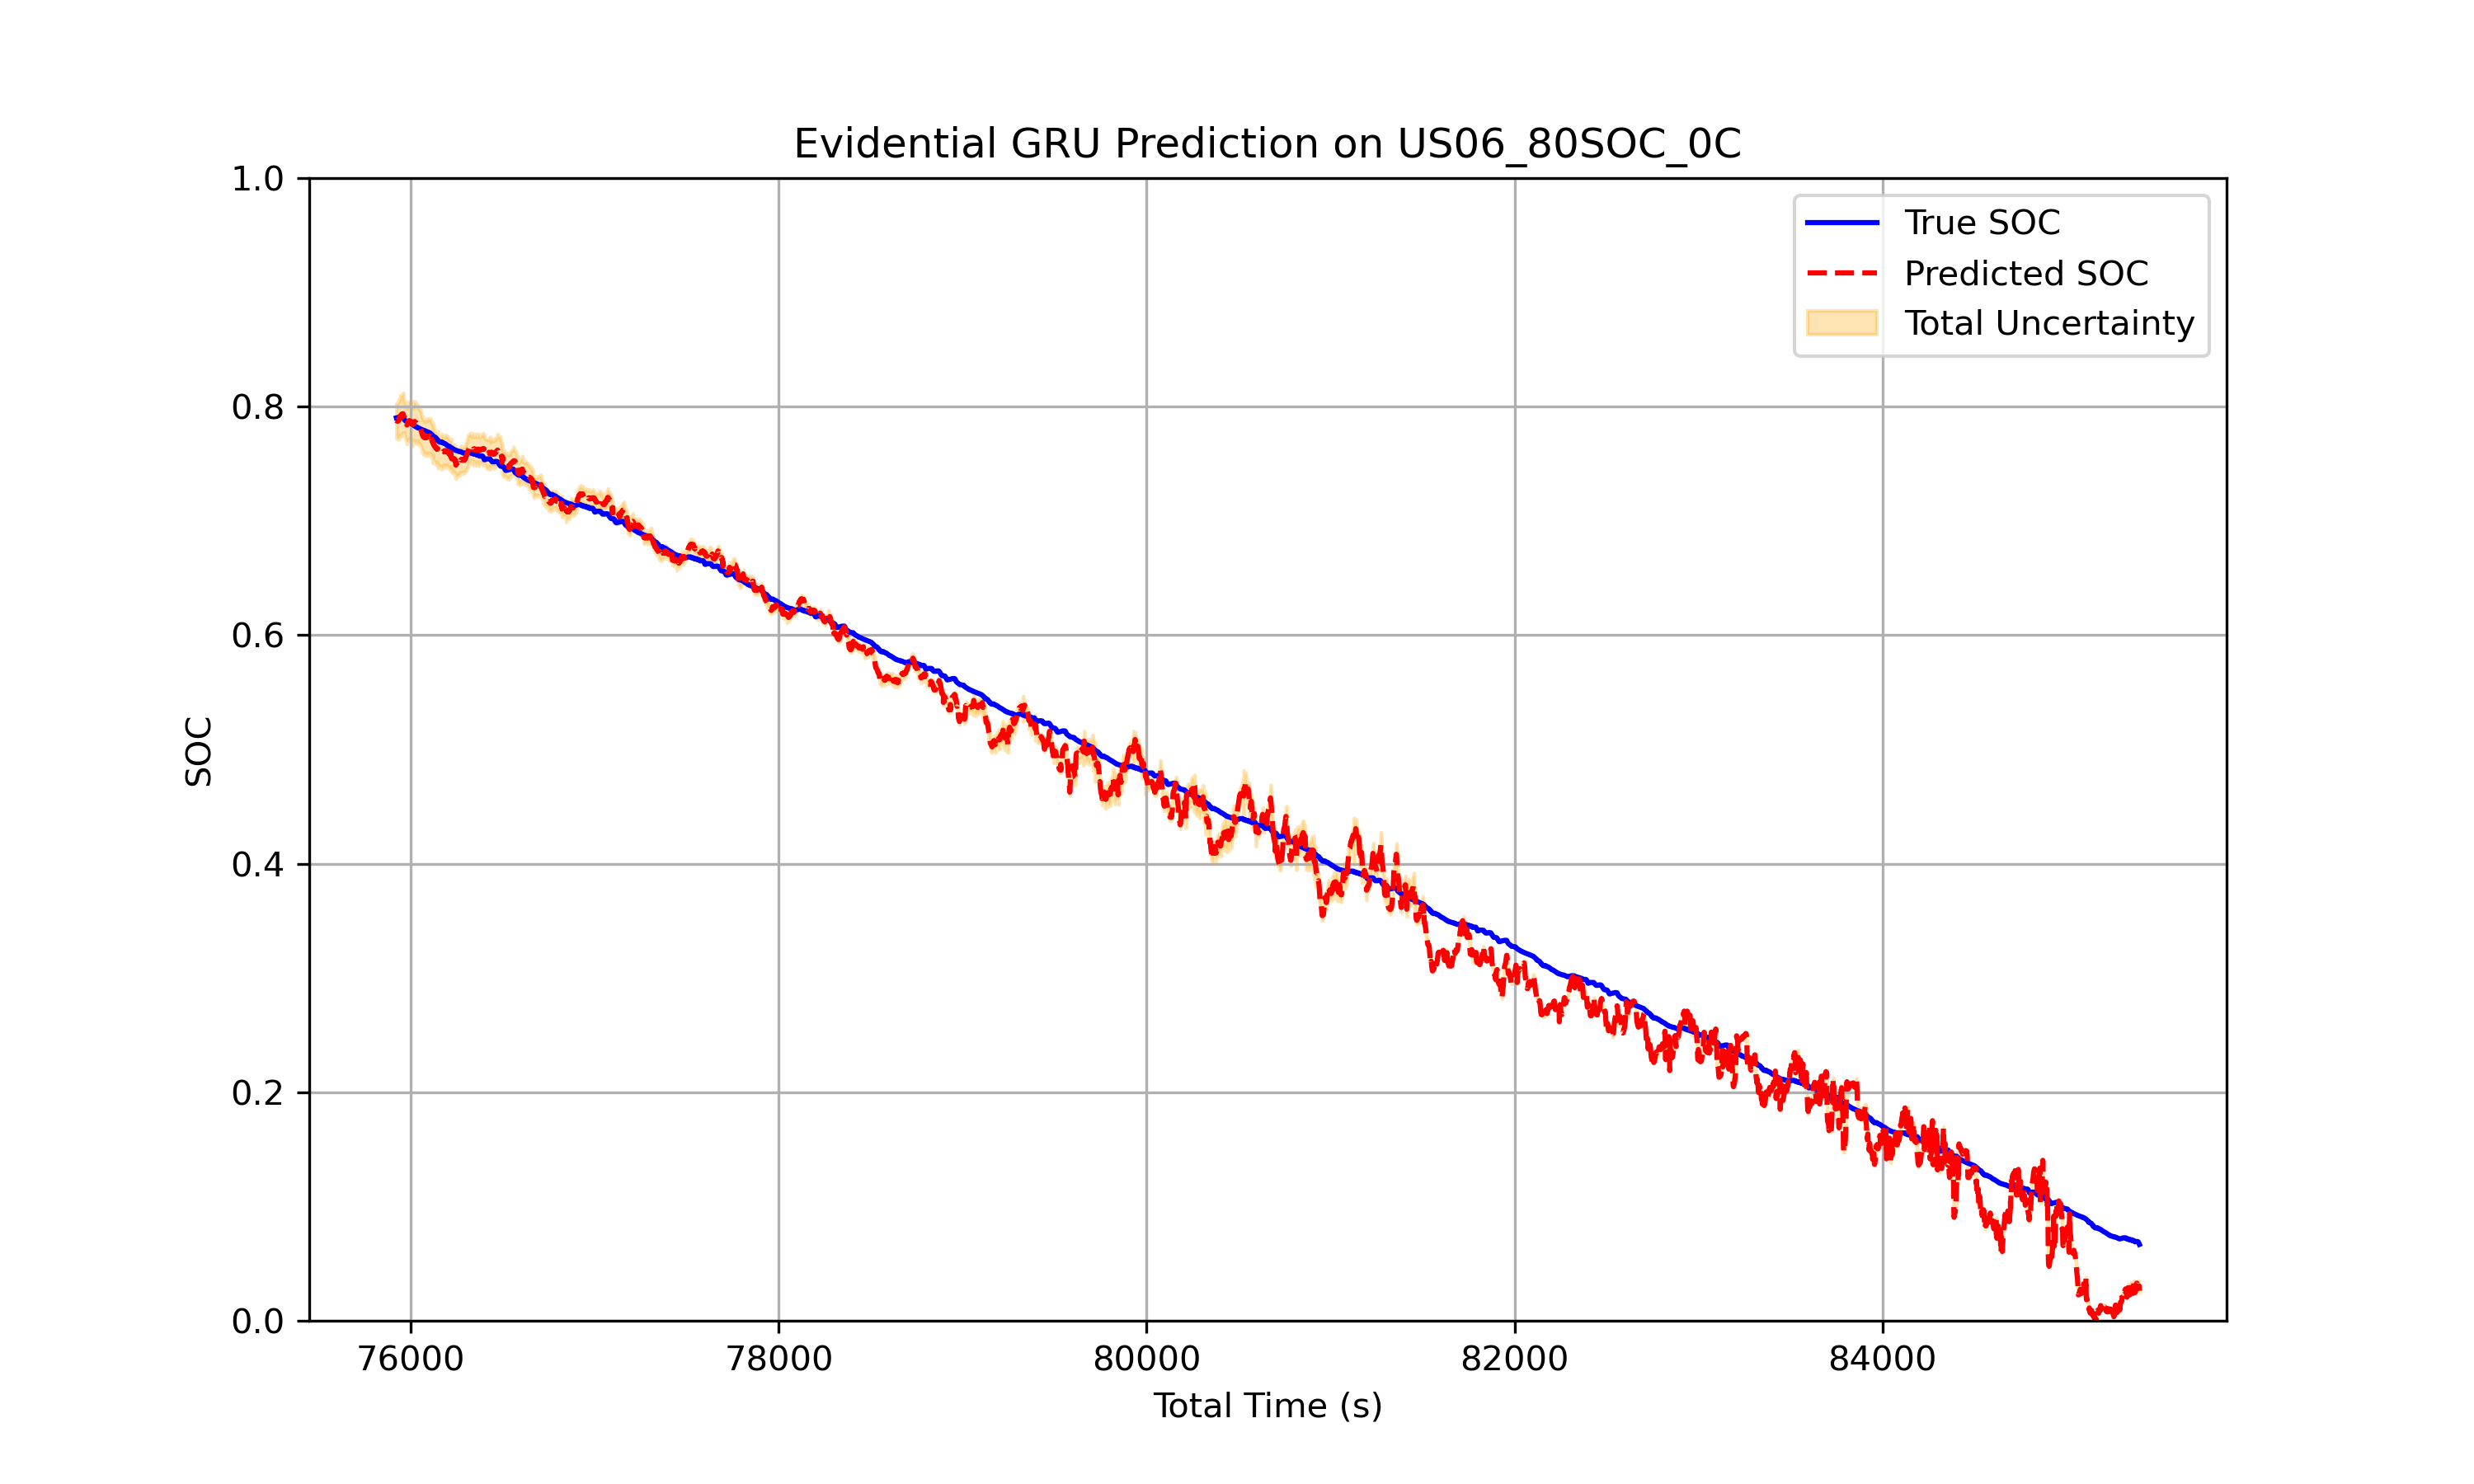 Evidential GRU Prediction on US06_80SOC_0C
True SOC
Predicted SOC
Total Uncertainty
1.0
0.8
0.6
0.4
0.2
0.0
SOC
76000
78000
80000
82000
84000
Total Time (s)